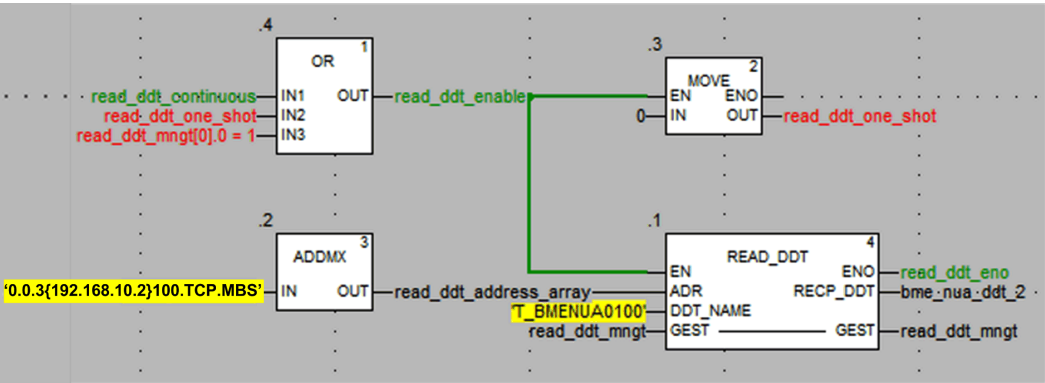 .4
1
OR
read_ddt_continuous IN1 OUT read_ddt_enable
read_ddt_one_shot IN2
read_ddt_mngt[0].0 = 1 IN3
.3
2
MOVE
EN ENO
0 IN OUT read_ddt_one_shot
.2
3
ADDMX
‘0.0.3{192.168.10.2}100.TCP.MBS’ IN OUT read_ddt_address_array
.1
4
READ_DDT
EN ENO read_ddt_eno
ADR RECP_DDT bme_nua_ddt_2
'T_BMENUA0100' DDT_NAME
read_ddt_mngt GEST GEST read_ddt_mngt